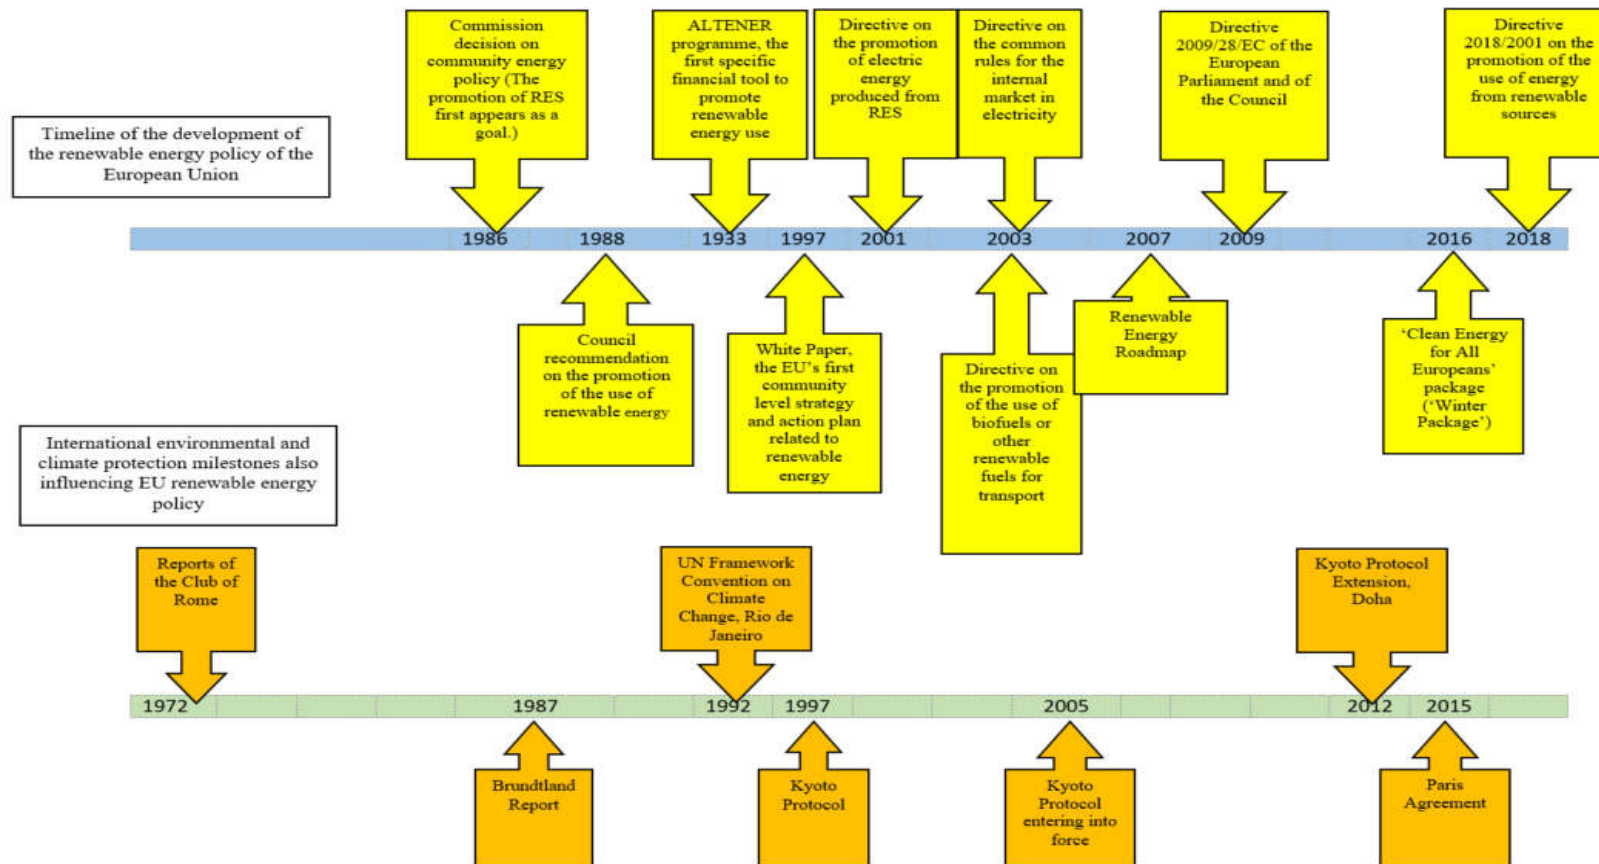 Commission
decision on
community energy
policy (The
promotion of RES
first appears as a
goal.)
ALTENER
programme, the
first specific
financial tool to
promote
renewable
energy use
Directive on
the promotion
of electric
energy
produced from
RES
Directive on
the common
rules for the
internal
market in
electricity
Directive
2009/28/EC of the
European
Parliament and of
the Council
Directive
2018/2001 on the
promotion of the
use of energy
from renewable
sources
Timeline of the development of
the renewable energy policy of the
European Union
1986 1988 1933 1997 2001 2003 2007 2009 2016 2018
Council
recommendation
on the promotion
of the use of
renewable energy
White Paper,
the EU’s first
community
level strategy
and action plan
related to
renewable
energy
Directive on
the promotion
of the use of
biofuels or
other
renewable
fuels for
transport
Renewable
Energy
Roadmap
‘Clean Energy
for All
Europeans’
package
(‘Winter
Package’)
International environmental and
climate protection milestones also
influencing EU renewable energy
policy
Reports of
the Club of
Rome
UN Framework
Convention on
Climate
Change, Rio de
Janeiro
Kyoto Protocol
Extension,
Doha
1972 1987 1992 1997 2005 2012 2015
Brundtland
Report
Kyoto
Protocol
Kyoto
Protocol
entering into
force
Paris
Agreement